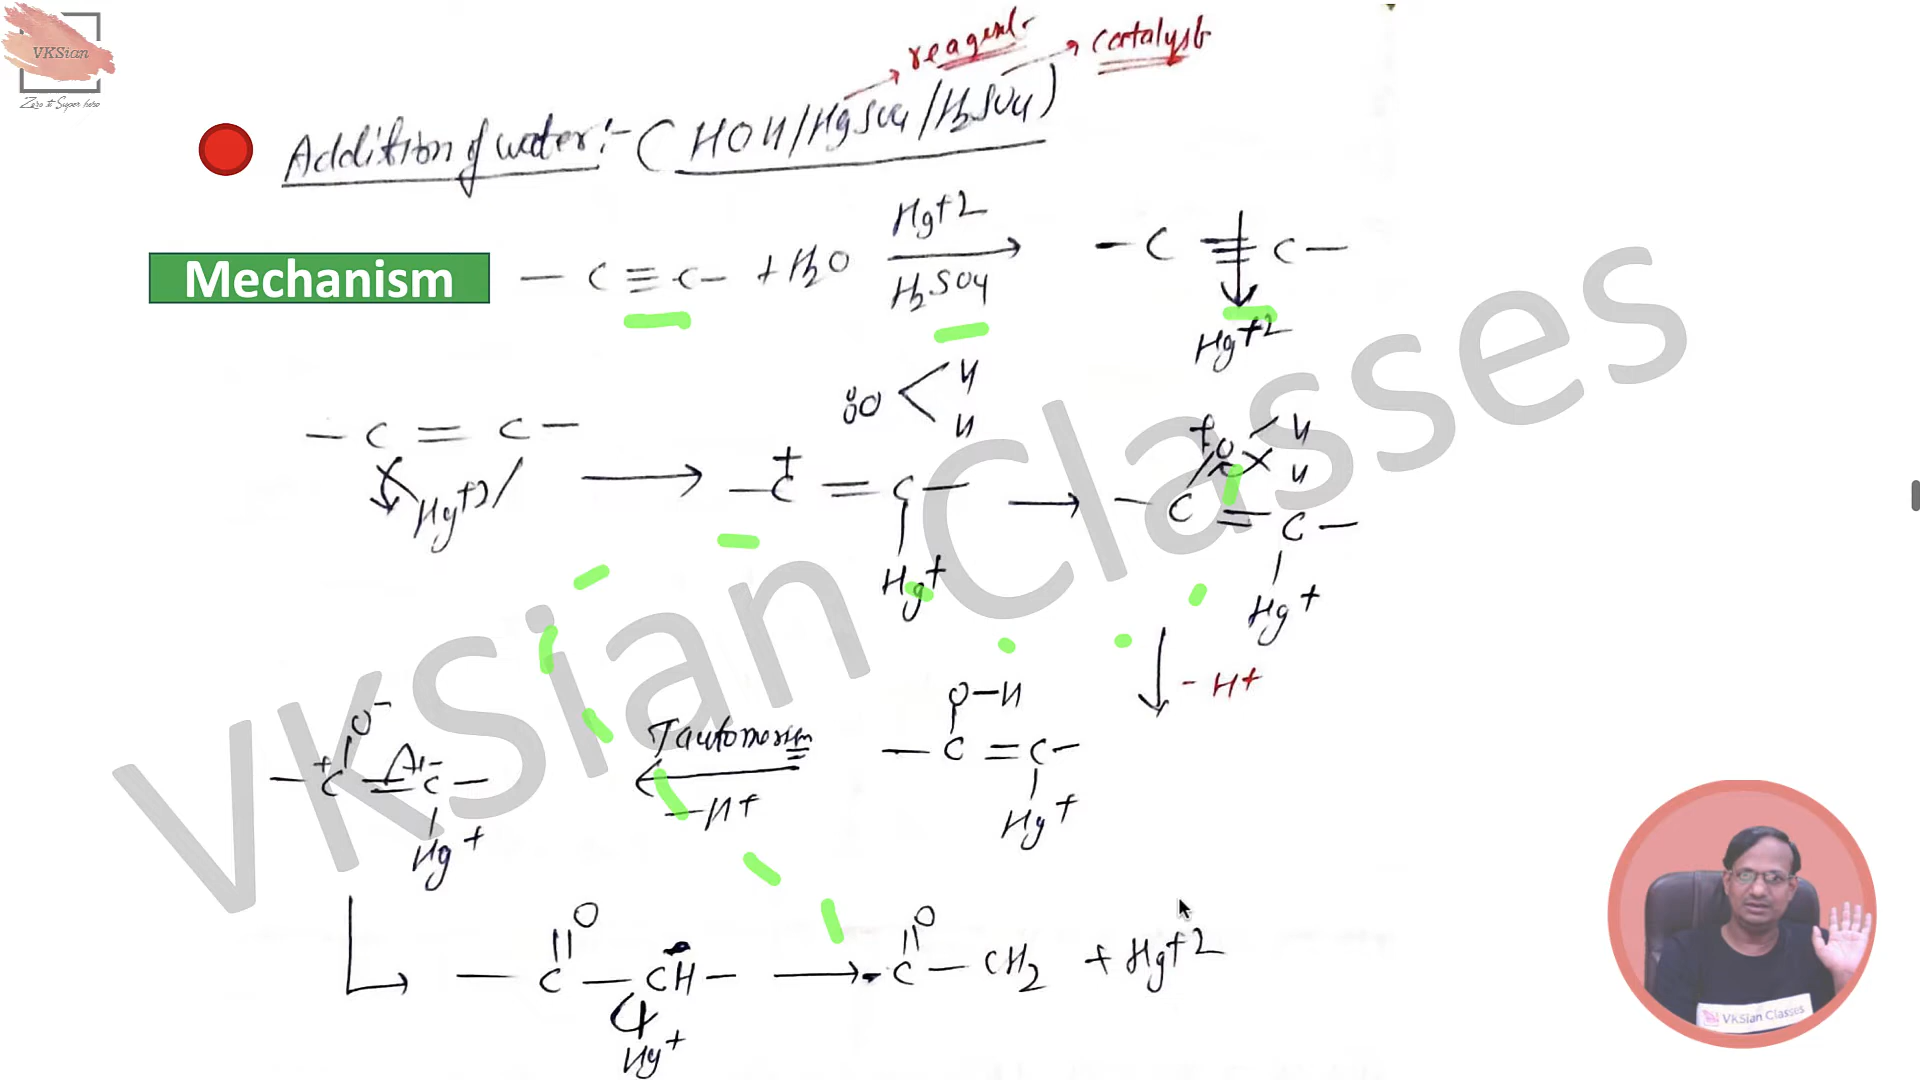 VKSian
Zero to Super hero
reagent
catalyst
Addition of water:- (HOH/HgSO4/H2SO4)
Mechanism
— C ≡ C — + H2O
Hg+2
H2SO4
— C ≡ C —
Hg+2
— C = C —
Hg+2
:O< H
H
— C+ = C —
Hg+
+O H
H
— C = C —
Hg+
- H+
O—H
— C = C —
Hg+
Tautomerism
— H+
O-
— +C = C- —
Hg+
O
— C — CH —
Hg+
O
- C — CH2 + Hg+2
VKSian Classes
VKSian Classes